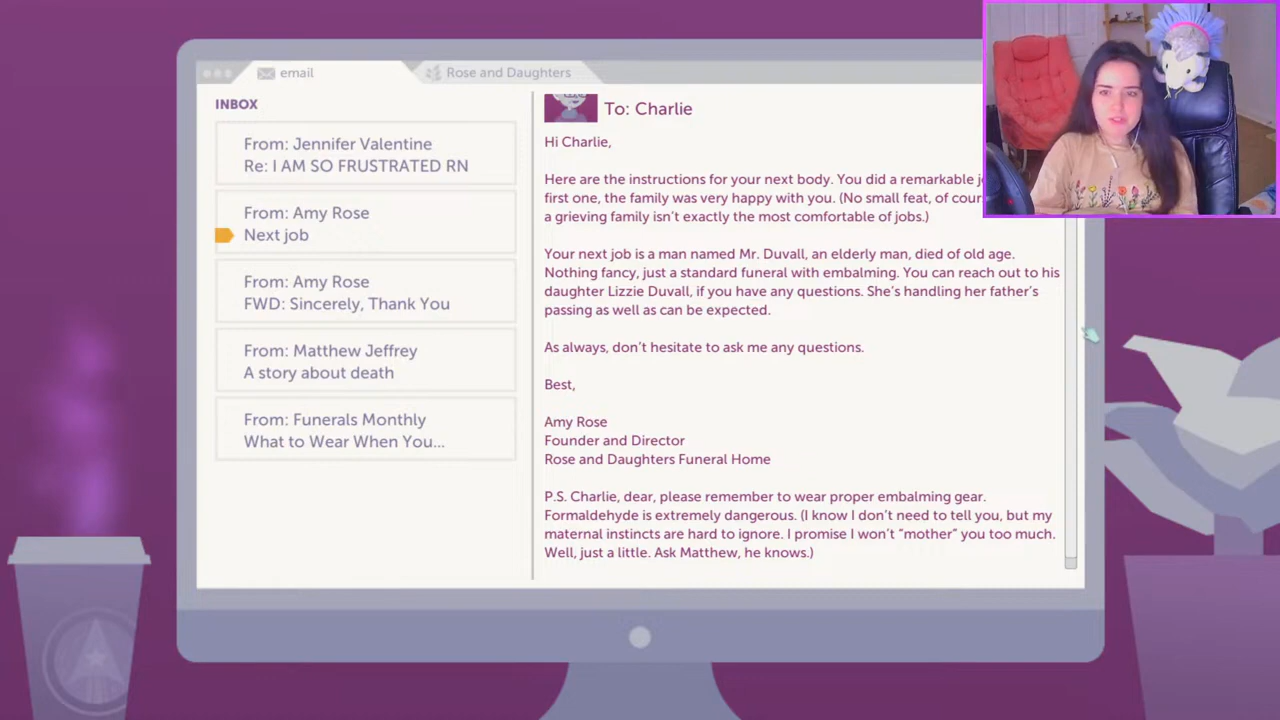 email
Rose and Daughters
INBOX
From: Jennifer Valentine
Re: I AM SO FRUSTRATED RN
From: Amy Rose
Next job
From: Amy Rose
FWD: Sincerely, Thank You
From: Matthew Jeffrey
A story about death
From: Funerals Monthly
What to Wear When You...
To: Charlie
Hi Charlie,
Here are the instructions for your next body. You did a remarkable
first one, the family was very happy with you. (No small feat, of
a grieving family isn't exactly the most comfortable of jobs.)
Your next job is a man named Mr. Duvall, an elderly man, died of old age.
Nothing fancy, just a standard funeral with embalming. You can reach out to his
daughter Lizzie Duvall, if you have any questions. She's handling her father's
passing as well as can be expected.
As always, don't hesitate to ask me any questions.
Best,
Amy Rose
Founder and Director
Rose and Daughters Funeral Home
P.S. Charlie, dear, please remember to wear proper embalming gear.
Formaldehyde is extremely dangerous. (I know I don't need to tell you, but my
maternal instincts are hard to ignore. I promise I won't “mother” you too much.
Well, just a little. Ask Matthew, he knows.)